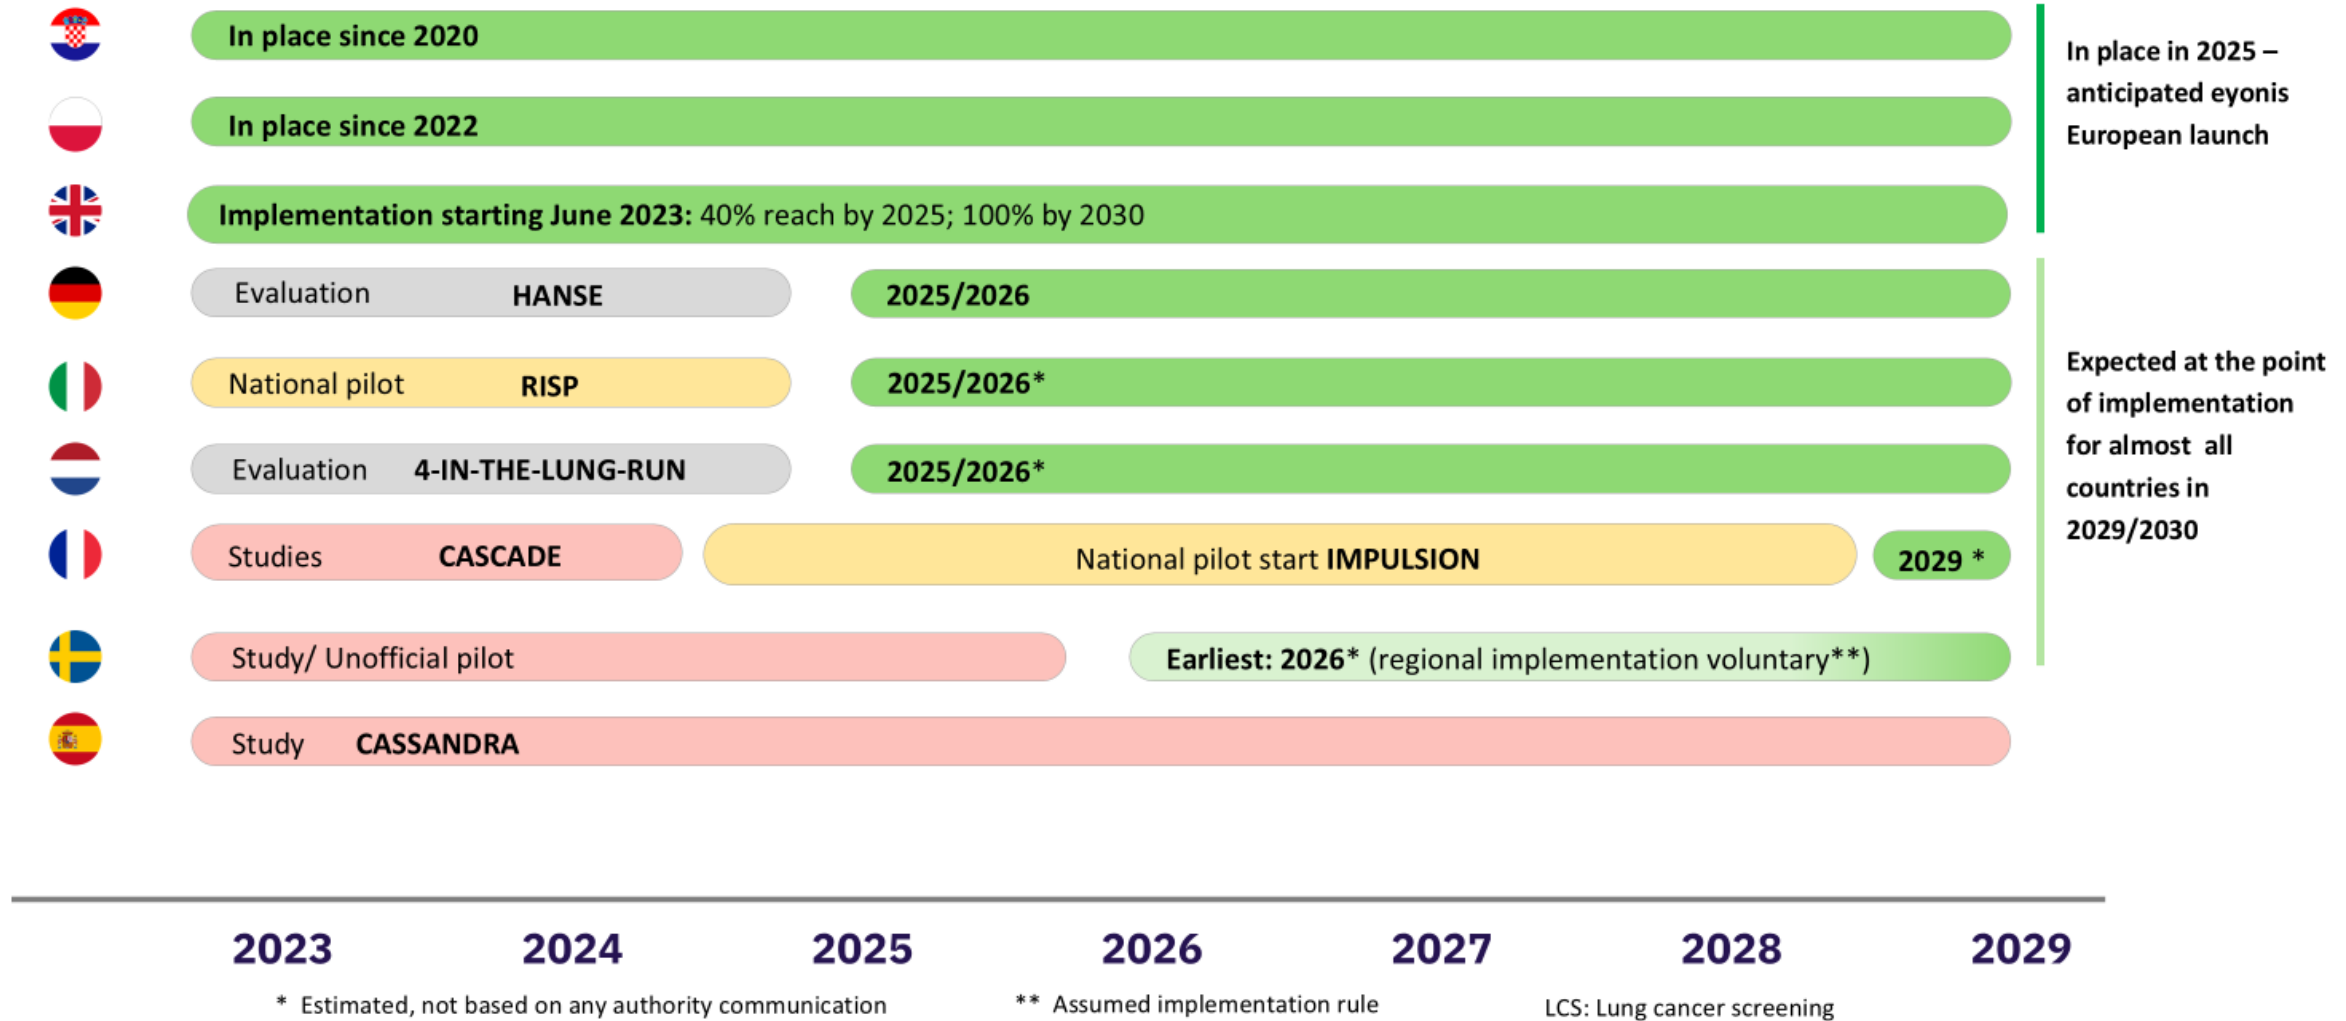 In place since 2020
In place since 2022
Implementation starting June 2023: 40% reach by 2025; 100% by 2030
In place in 2025 –
anticipated eyonis
European launch
Evaluation HANSE 2025/2026
National pilot RISP 2025/2026*
Evaluation 4-IN-THE-LUNG-RUN 2025/2026*
Studies CASCADE National pilot start IMPULSION 2029 *
Study/ Unofficial pilot Earliest: 2026* (regional implementation voluntary**)
Study CASSANDRA
Expected at the point
of implementation
for almost all
countries in
2029/2030
2023 2024 2025 2026 2027 2028 2029
* Estimated, not based on any authority communication ** Assumed implementation rule LCS: Lung cancer screening